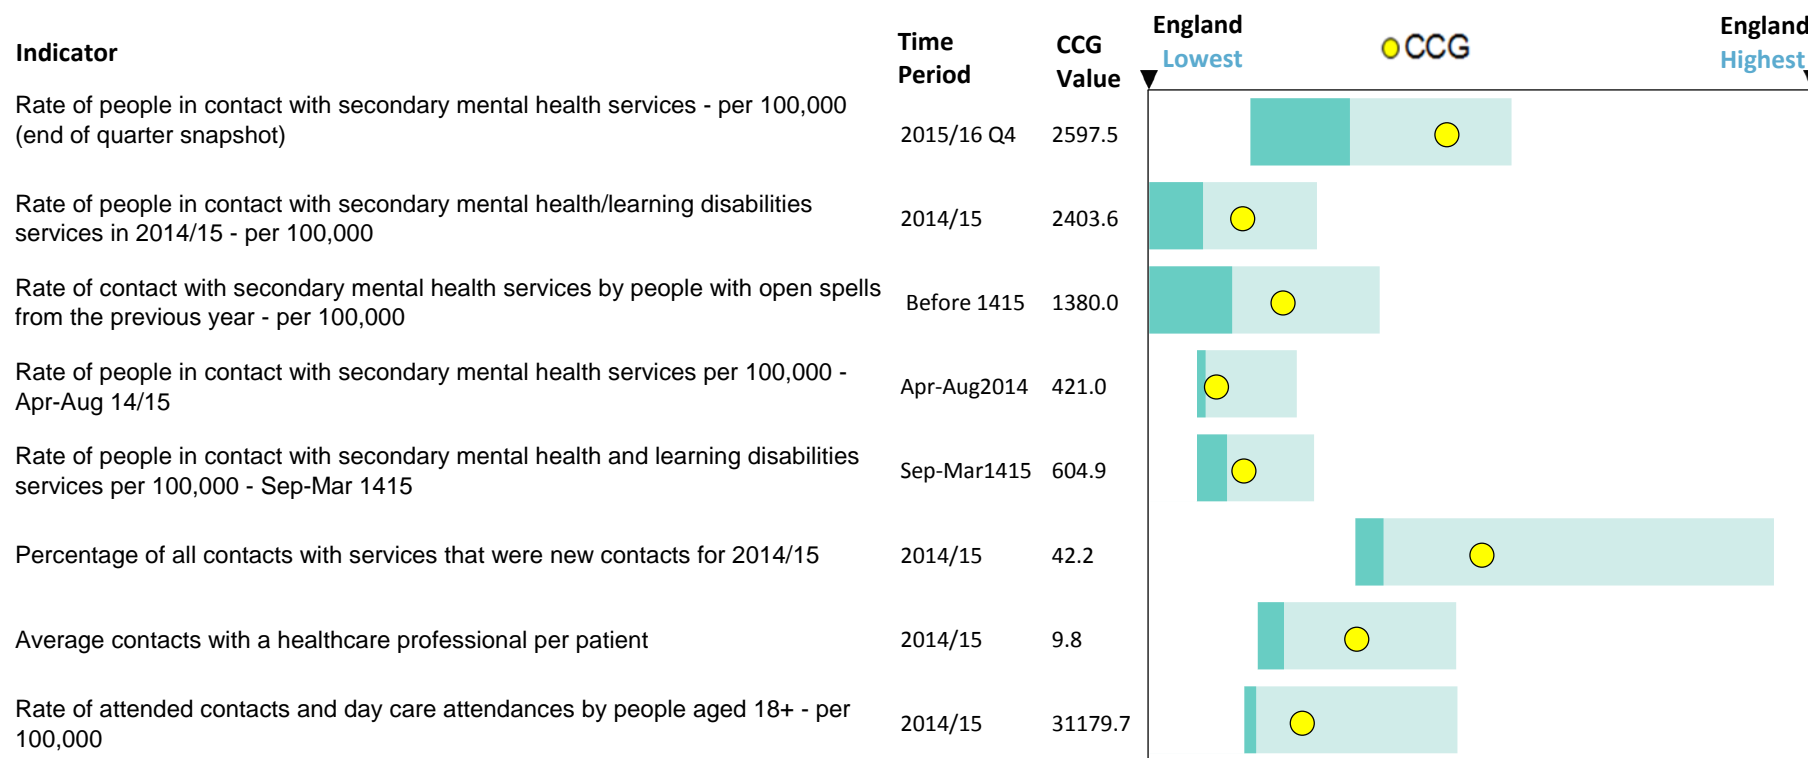 Indicator
Time Period
CCG Value
England Lowest
CCG
England Highest
Rate of people in contact with secondary mental health services - per 100,000
(end of quarter snapshot)
2015/16 Q4
2597.5
Rate of people in contact with secondary mental health/learning disabilities
services in 2014/15 - per 100,000
2014/15
2403.6
Rate of contact with secondary mental health services by people with open spells
from the previous year - per 100,000
Before 1415
1380.0
Rate of people in contact with secondary mental health services per 100,000 -
Apr-Aug 14/15
Apr-Aug2014
421.0
Rate of people in contact with secondary mental health and learning disabilities
services per 100,000 - Sep-Mar 1415
Sep-Mar1415
604.9
Percentage of all contacts with services that were new contacts for 2014/15
2014/15
42.2
Average contacts with a healthcare professional per patient
2014/15
9.8
Rate of attended contacts and day care attendances by people aged 18+ - per
100,000
2014/15
31179.7